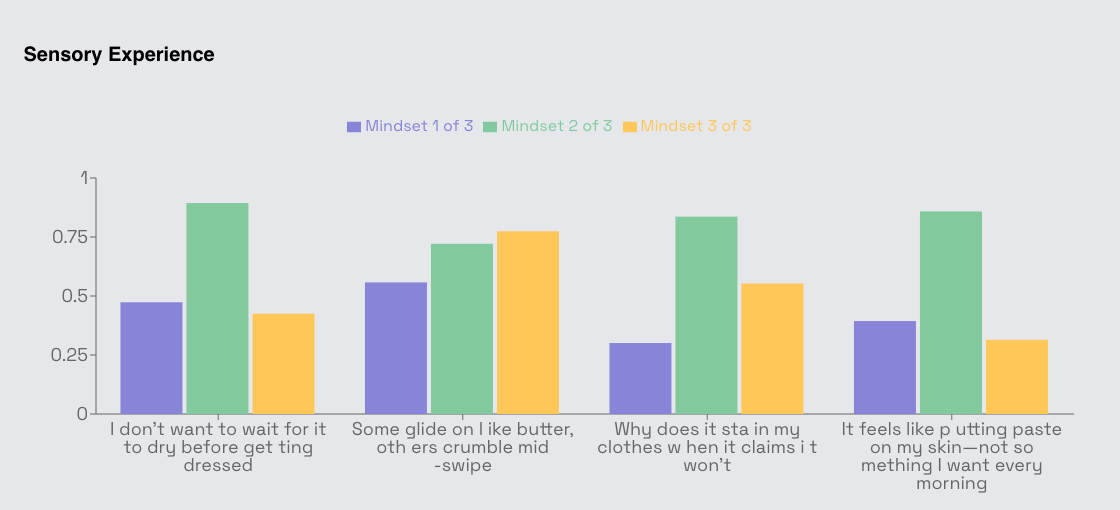 Sensory Experience
Mindset 1 of 3 Mindset 2 of 3 Mindset 3 of 3
1
0.75
0.5
0.25
0
I don't want to wait for it
to dry before get ting
dressed
Some glide on l ike butter,
oth ers crumble mid
-swipe
Why does it sta in my
clothes w hen it claims i t
won't
It feels like p utting paste
on my skin—not so
mething I want every
morning